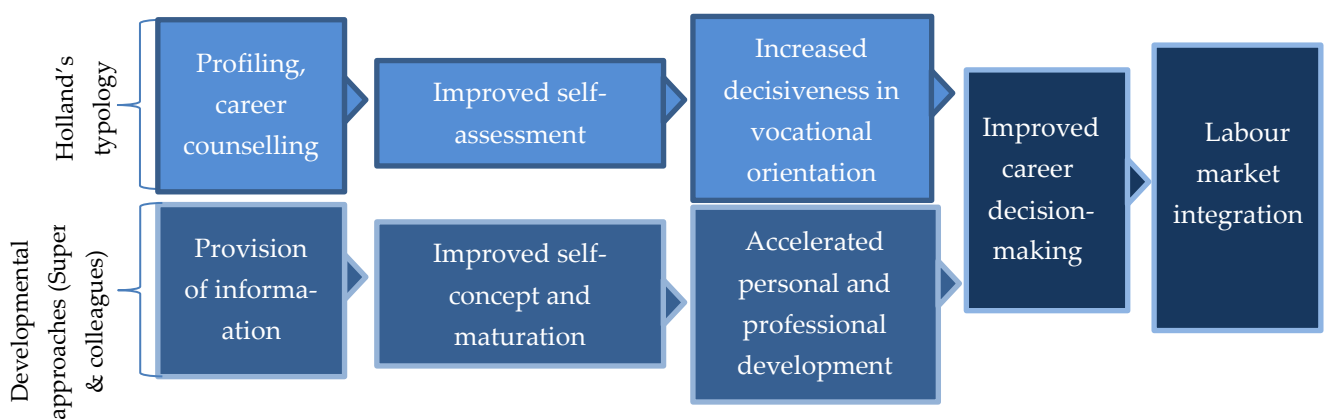 Holland's
typology
Profiling,
career
counselling
Improved self-
assessment
Increased
decisiveness in
vocational
orientation
Developmental
approaches (Super
& colleagues)
Provision
of informa-
ation
Improved self-
concept and
maturation
Accelerated
personal and
professional
development
Improved
career
decision-
making
Labour
market
integration